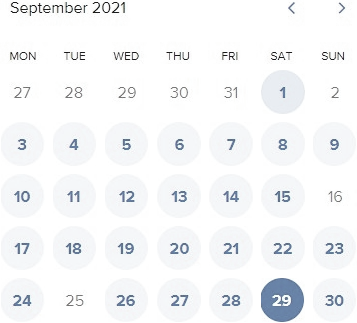 September 2021
MON TUE WED THU FRI SAT SUN
27 28 29 30 31 1 2
3 4 5 6 7 8 9
10 11 12 13 14 15 16
17 18 19 20 21 22 23
24 25 26 27 28 29 30